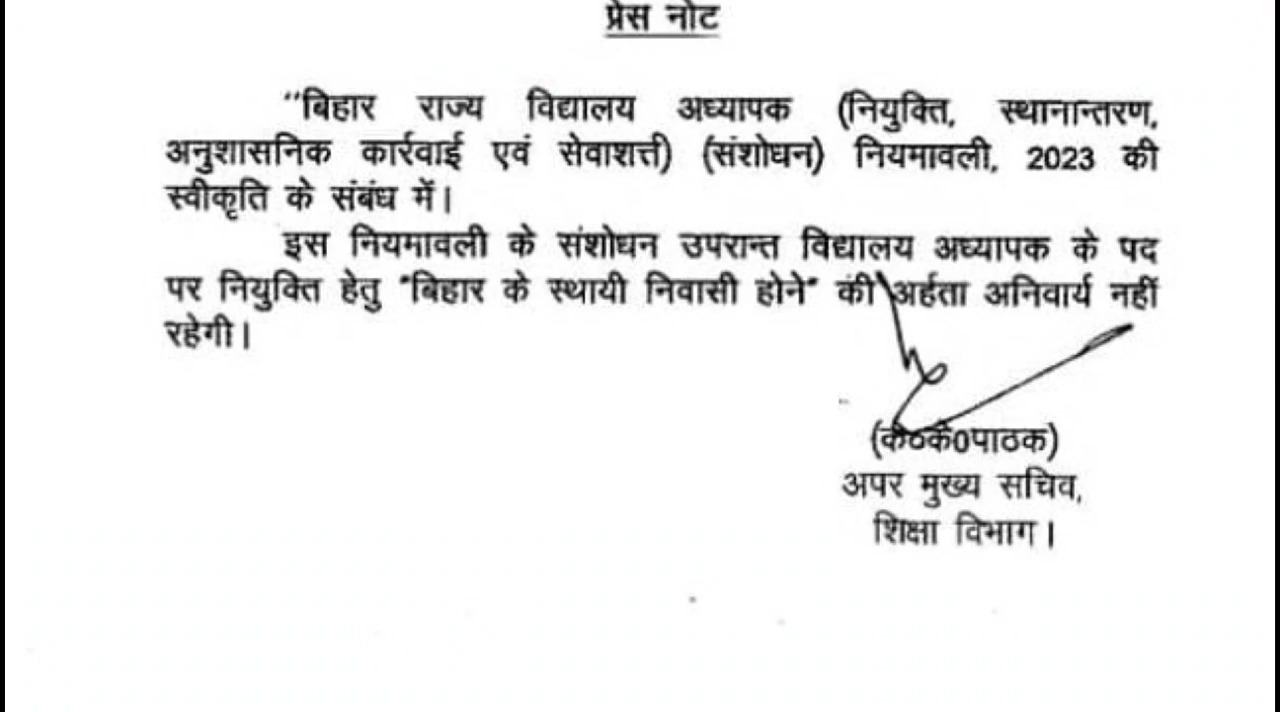 प्रेस नोट
“बिहार राज्य विद्यालय अध्यापक (नियुक्ति, स्थानान्तरण,
अनुशासनिक कार्रवाई एवं सेवाशर्त्त) (संशोधन) नियमावली, 2023 की
स्वीकृति के संबंध में।
इस नियमावली के संशोधन उपरान्त विद्यालय अध्यापक के पद
पर नियुक्ति हेतु "बिहार के स्थायी निवासी होने" की अर्हता अनिवार्य नहीं
रहेगी।
(के०के0पाठक)
अपर मुख्य सचिव,
शिक्षा विभाग।